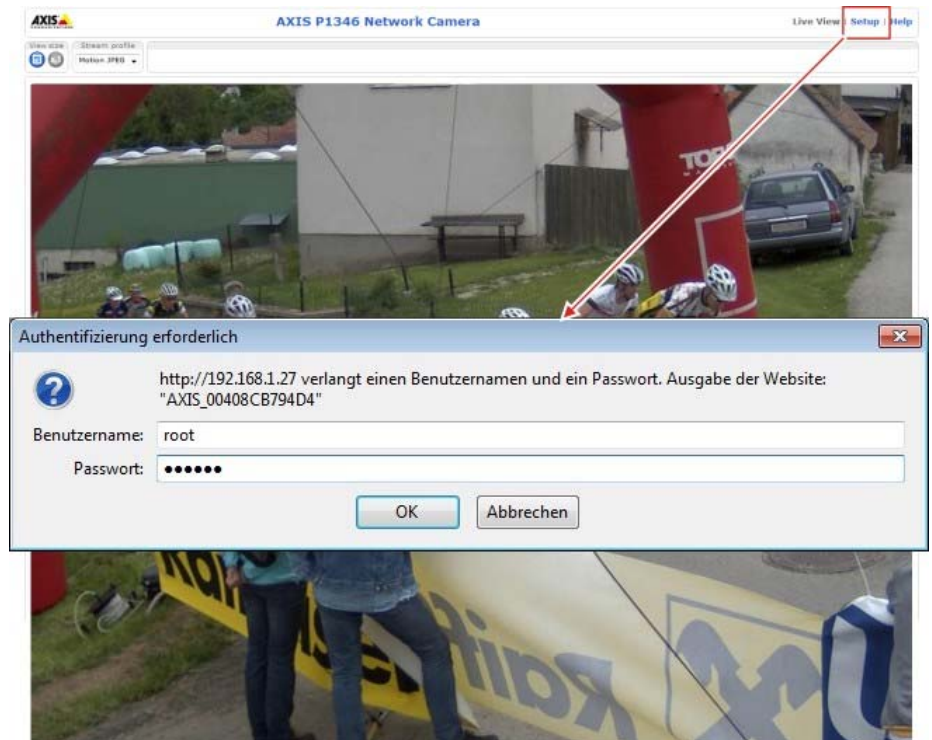 AXIS
COMMUNICATIONS
AXIS P1346 Network Camera
Live View | Setup | Help
View size
Stream profile
Motion JPEG
Authentifizierung erforderlich
http://192.168.1.27 verlangt einen Benutzernamen und ein Passwort. Ausgabe der Website:
"AXIS_00408CB794D4"
Benutzername: root
Passwort: ●●●●●●
OK
Abbrechen